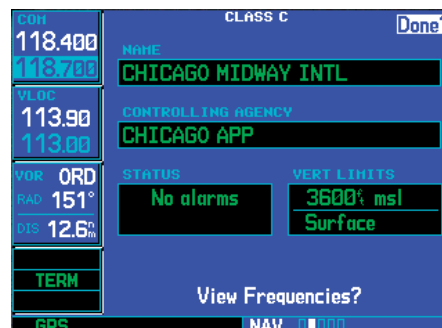 COM
118.400
118.700
VLOC
113.90
113.00
VOR ORD
RAD 151°
DIS 12.6nm
TERM
GPS
CLASS C
Done?
NAME
CHICAGO MIDWAY INTL
CONTROLLING AGENCY
CHICAGO APP
STATUS
No alarms
VERT LIMITS
3600ft msl
Surface
View Frequencies?
NAV